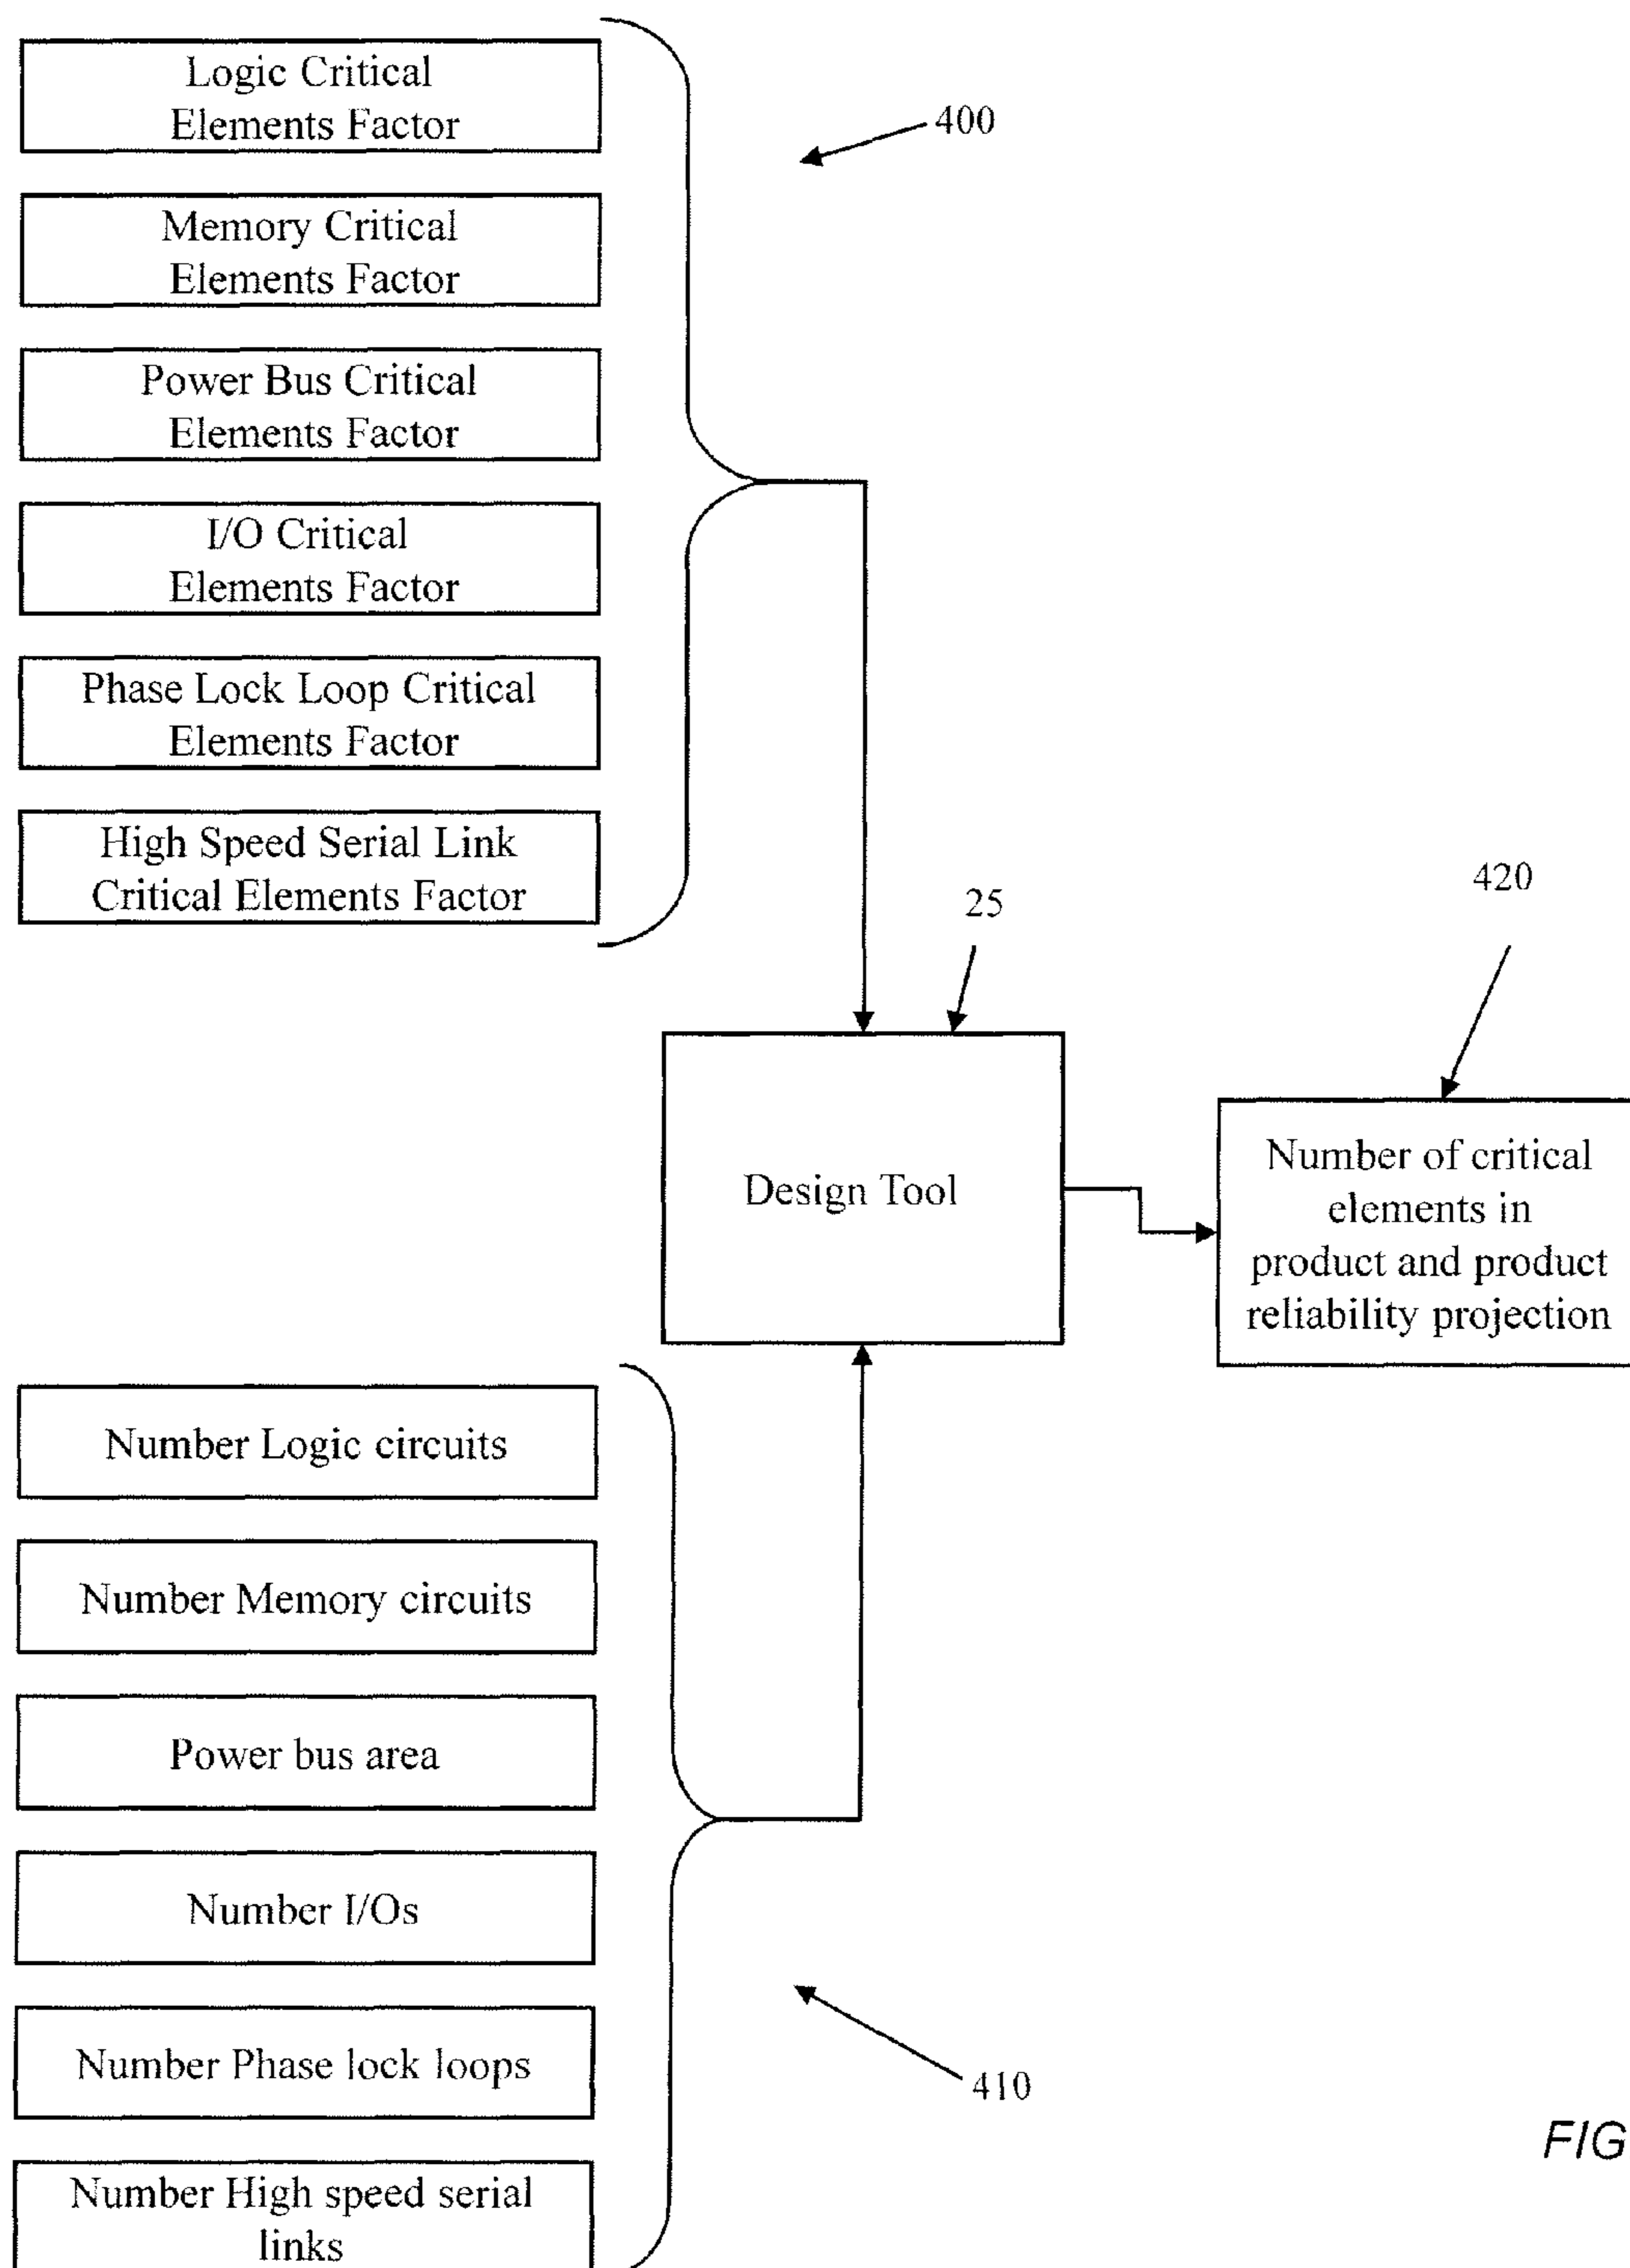 Logic Critical
Elements Factor
400
Memory Critical
Elements Factor
Power Bus Critical
Elements Factor
I/O Critical
Elements Factor
Phase Lock Loop Critical
Elements Factor
High Speed Serial Link
Critical Elements Factor
25
420
Design Tool
Number of critical
elements in
product and product
reliability projection
Number Logic circuits
Number Memory circuits
Power bus area
Number I/Os
Number Phase lock loops
410
Number High speed serial
links
FIG